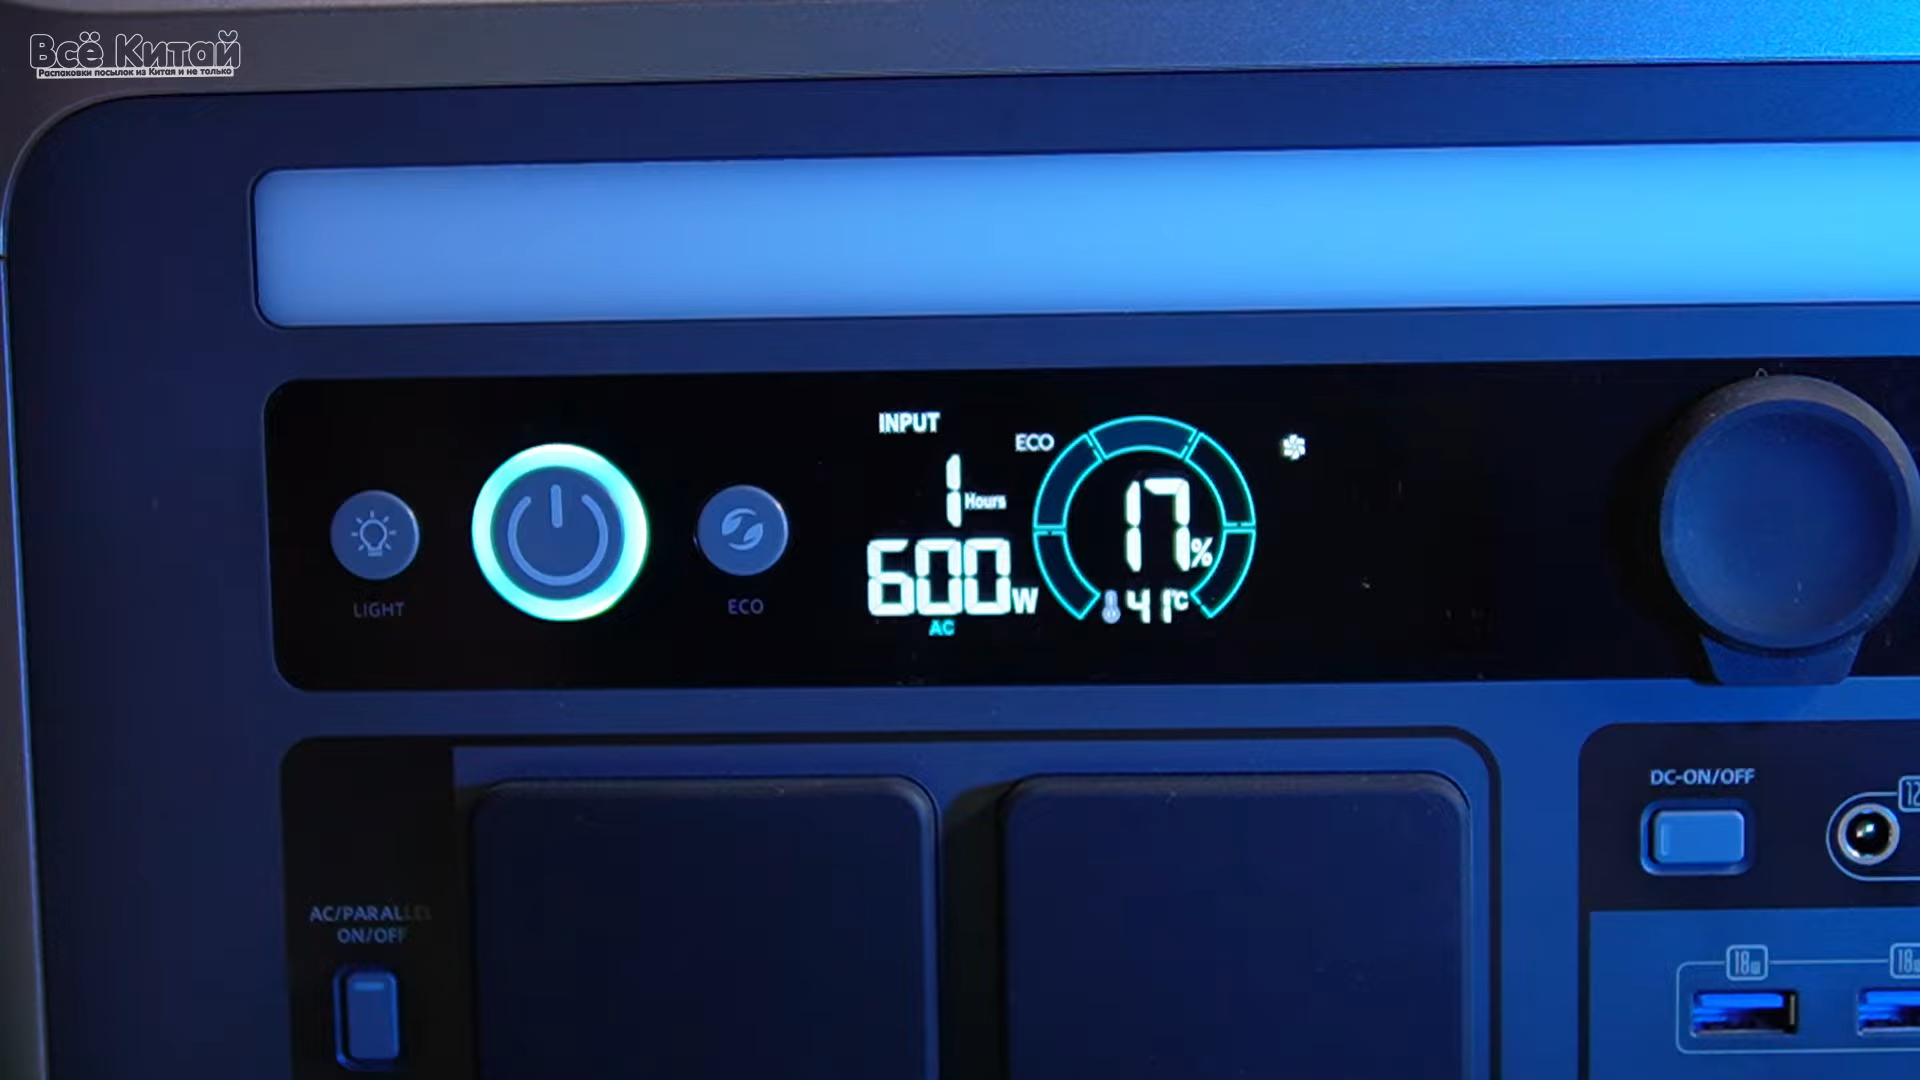 Всё Китай
Распаковки посылок из Китая и не только
INPUT
ECO
1 Hours
17%
600W
41°C
AC
LIGHT
ECO
DC-ON/OFF
12
AC/PARALLEL
ON/OFF
18W
18W